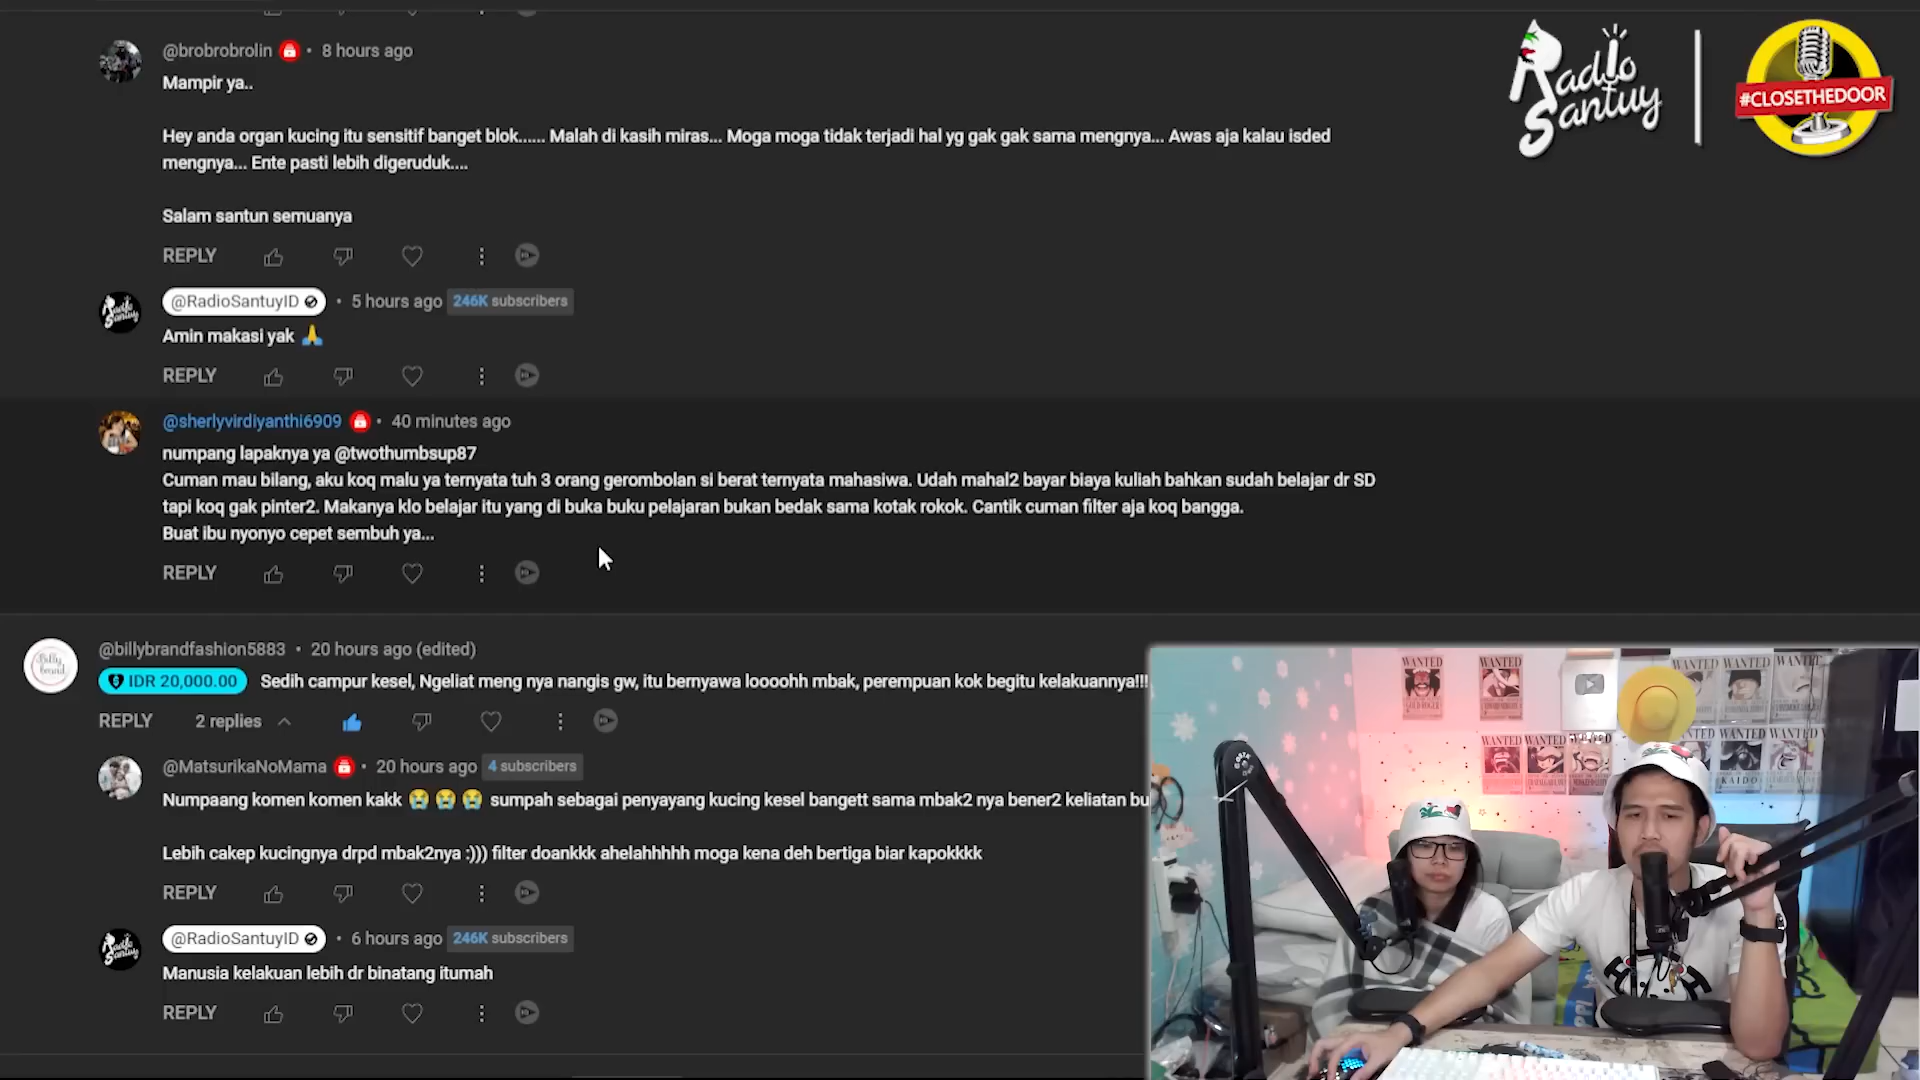 @brobrobrolin • 8 hours ago
Mampir ya..
Hey anda organ kucing itu sensitif banget blok...... Malah di kasih miras... Moga moga tidak terjadi hal yg gak gak sama mengnya... Awas aja kalau isded
mengnya... Ente pasti lebih digeruduk....
Salam santun semuanya
REPLY
@RadioSantuyID • 5 hours ago 246K subscribers
Amin makasi yak 🙏
REPLY
@sherlyvirdiyanthi6909 • 40 minutes ago
numpang lapaknya ya @twothumbsup87
Cuman mau bilang, aku koq malu ya ternyata tuh 3 orang gerombolan si berat ternyata mahasiwa. Udah mahal2 bayar biaya kuliah bahkan sudah belajar dr SD
tapi koq gak pinter2. Makanya klo belajar itu yang di buka buku pelajaran bukan bedak sama kotak rokok. Cantik cuman filter aja koq bangga.
Buat ibu nyonyo cepet sembuh ya...
REPLY
@billybrandfashion5883 • 20 hours ago (edited)
IDR 20,000.00 Sedih campur kesel, Ngeliat meng nya nangis gw, itu bernyawa loooohh mbak, perempuan kok begitu kelakuannya!!!
REPLY 2 replies
@MatsurikaNoMama • 20 hours ago 4 subscribers
Numpaang komen komen kakk 😭 😭 😭 sumpah sebagai penyayang kucing kesel bangett sama mbak2 nya bener2 keliatan bu
Lebih cakep kucingnya drpd mbak2nya :))) filter doankkk ahelahhhhh moga kena deh bertiga biar kapokkkk
REPLY
@RadioSantuyID • 6 hours ago 246K subscribers
Manusia kelakuan lebih dr binatang itumah
REPLY
Radio
Santuy
#CLOSETHEDOOR
WANTED
WANTED
WANTED
WANTED
WANTED
WANTED WANTED
WANTED
WANTED
KAIDO